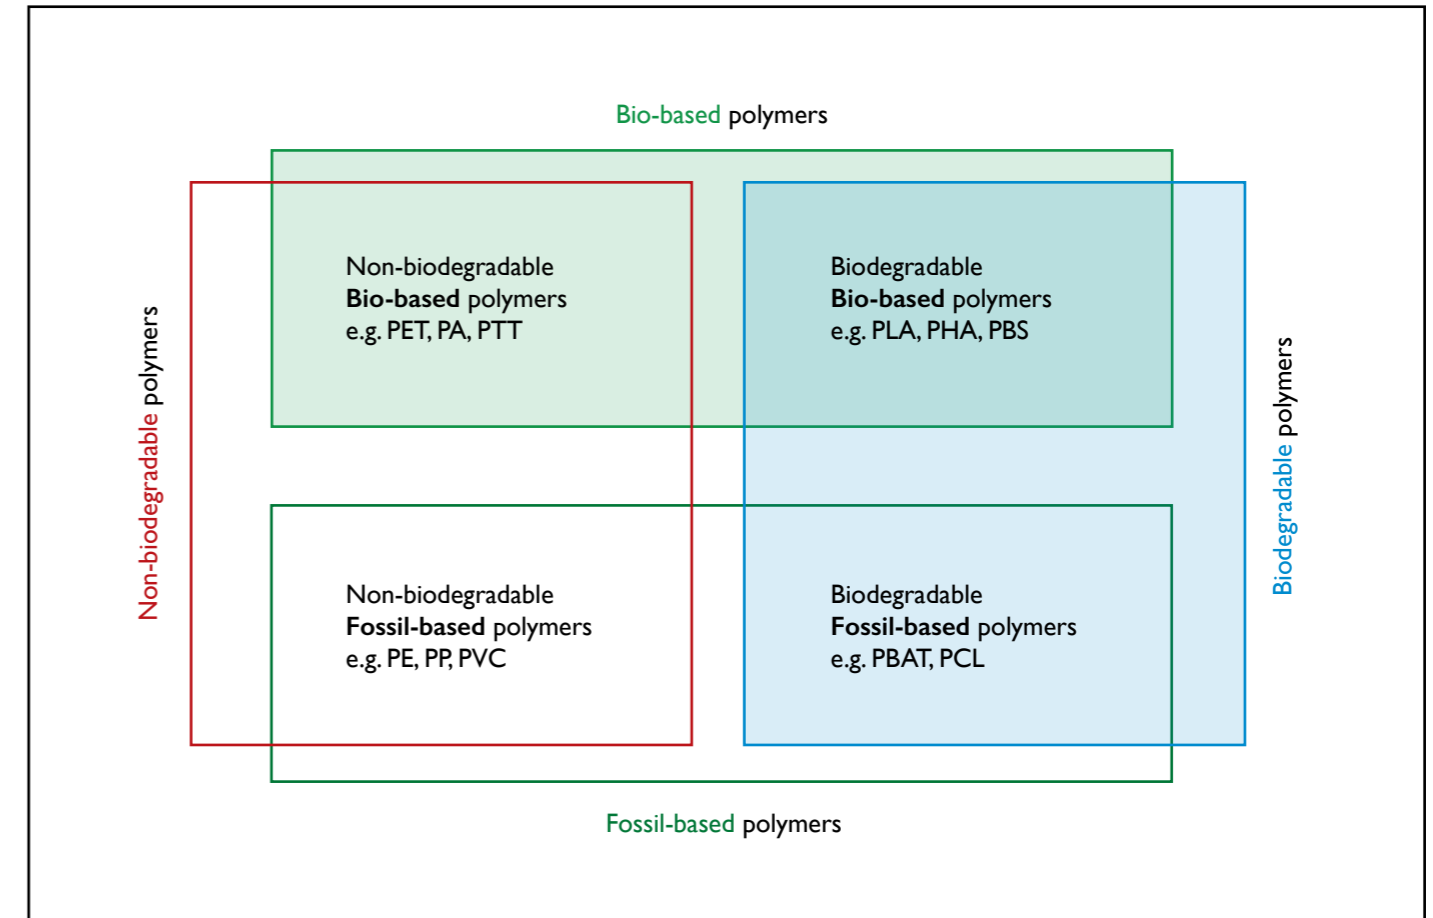 Bio-based polymers
Non-biodegradable polymers
Non-biodegradable
Bio-based polymers
e.g. PET, PA, PTT
Biodegradable
Bio-based polymers
e.g. PLA, PHA, PBS
Biodegradable polymers
Non-biodegradable
Fossil-based polymers
e.g. PE, PP, PVC
Biodegradable
Fossil-based polymers
e.g. PBAT, PCL
Fossil-based polymers